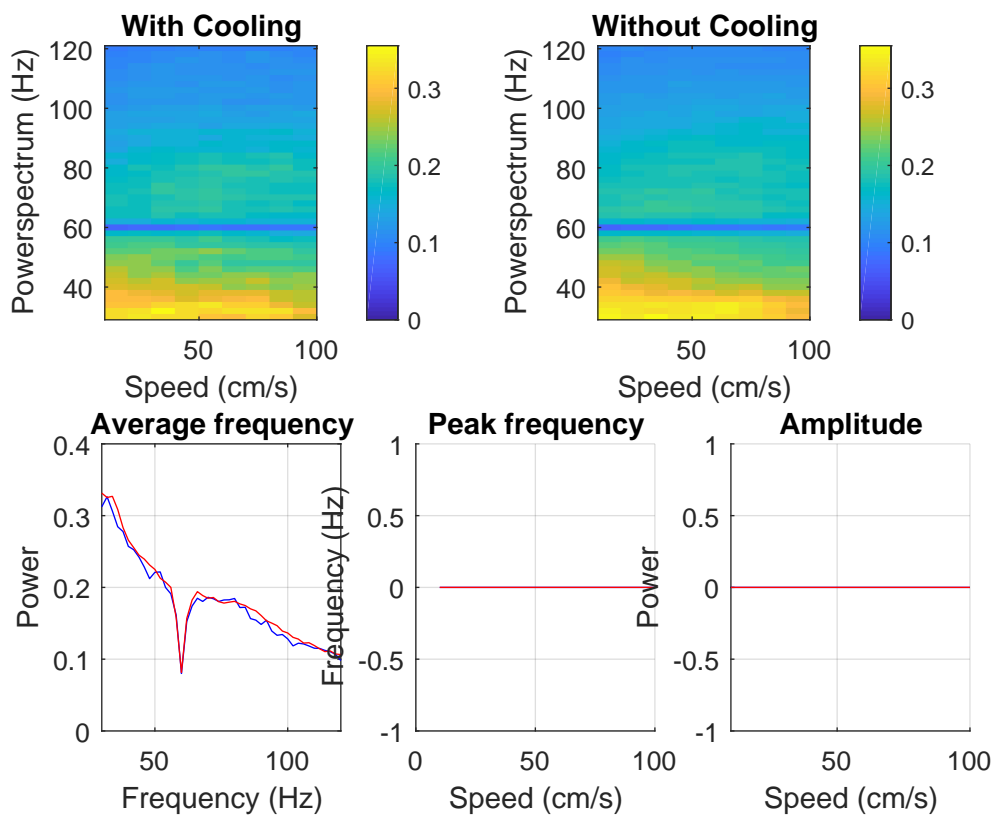 With Cooling
Powerspectrum (Hz)
120
100
80
60
40
50
100
Speed (cm/s)
0.3
0.2
0.1
0
Without Cooling
Powerspectrum (Hz)
120
100
80
60
40
50
100
Speed (cm/s)
0.3
0.2
0.1
0
Average frequency
Power
0.4
0.3
0.2
0.1
0
50
100
Frequency (Hz)
Peak frequency
Frequency (Hz)
1
0.5
0
-0.5
-1
0
50
100
Speed (cm/s)
Amplitude
Power
1
0.5
0
-0.5
-1
50
100
Speed (cm/s)